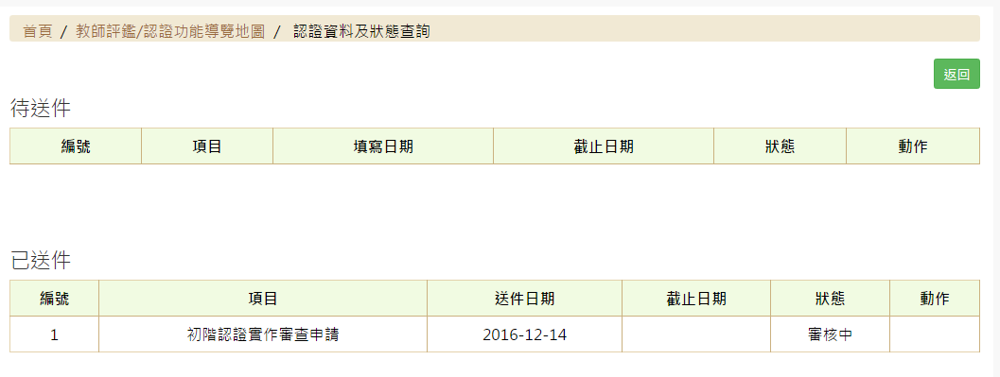 首頁 / 教師評鑑/認證功能導覽地圖 / 認證資料及狀態查詢
返回
待送件
編號 項目 填寫日期 截止日期 狀態 動作
已送件
編號 項目 送件日期 截止日期 狀態 動作
1 初階認證實作審查申請 2016-12-14 審核中